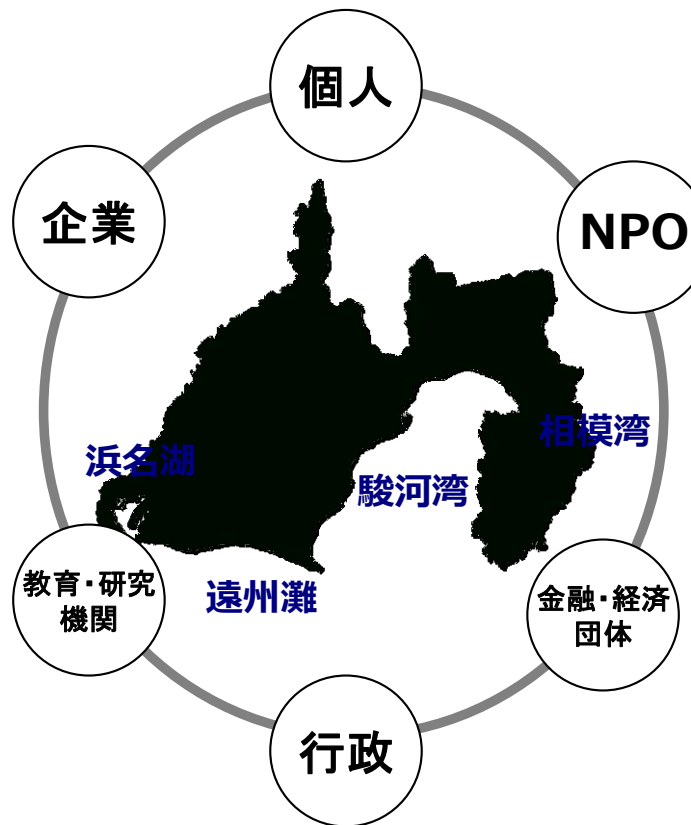 個人
企業
NPO
相模湾
浜名湖
駿河湾
教育・研究
機関
遠州灘
金融・経済
団体
行政